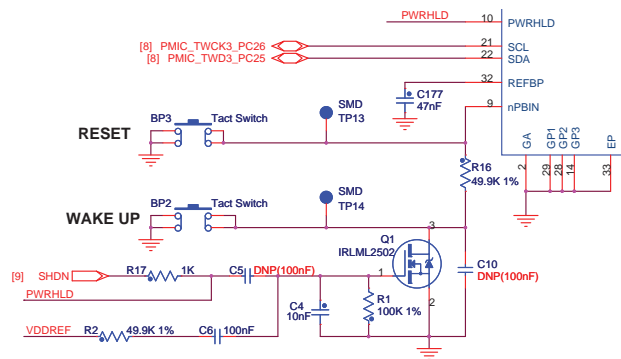 PWRHLD
10 PWRHLD
[8] PMIC_TWCK3_PC26 21 SCL
[8] PMIC_TWD3_PC25 22 SDA
32 REFBP
C177
47nF
9 nPBIN
BP3 Tact Switch
SMD
TP13
RESET
GA GP1 GP2 GP3 EP
2 29 28 14 33
R16
49.9K 1%
BP2 Tact Switch
SMD
TP14
WAKE UP
3
Q1
IRLML2502
C10
DNP(100nF)
[9] SHDN R17 1K C5 DNP(100nF) 1
PWRHLD
C4
10nF
R1
100K 1%
2
VDDREF R2 49.9K 1% C6 100nF